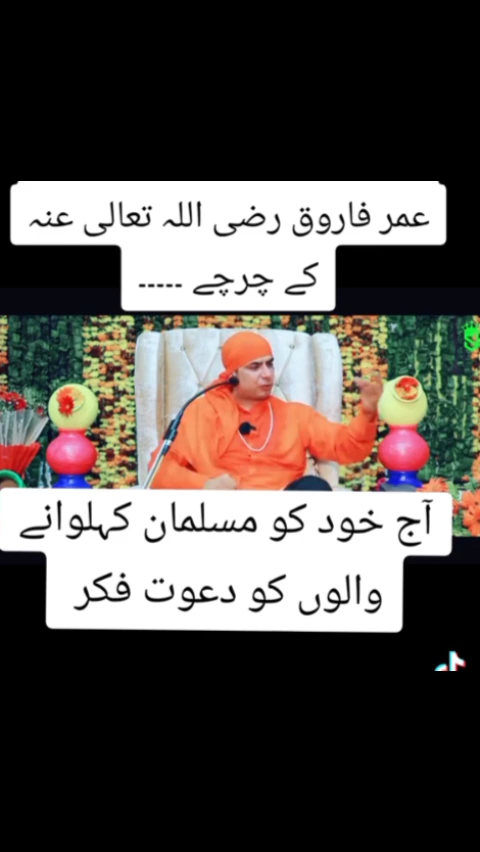 عمر فاروق رضی اللہ تعالی عنہ
کے چرچے -----
آج خود کو مسلمان کہلوانے
والوں کو دعوت فکر